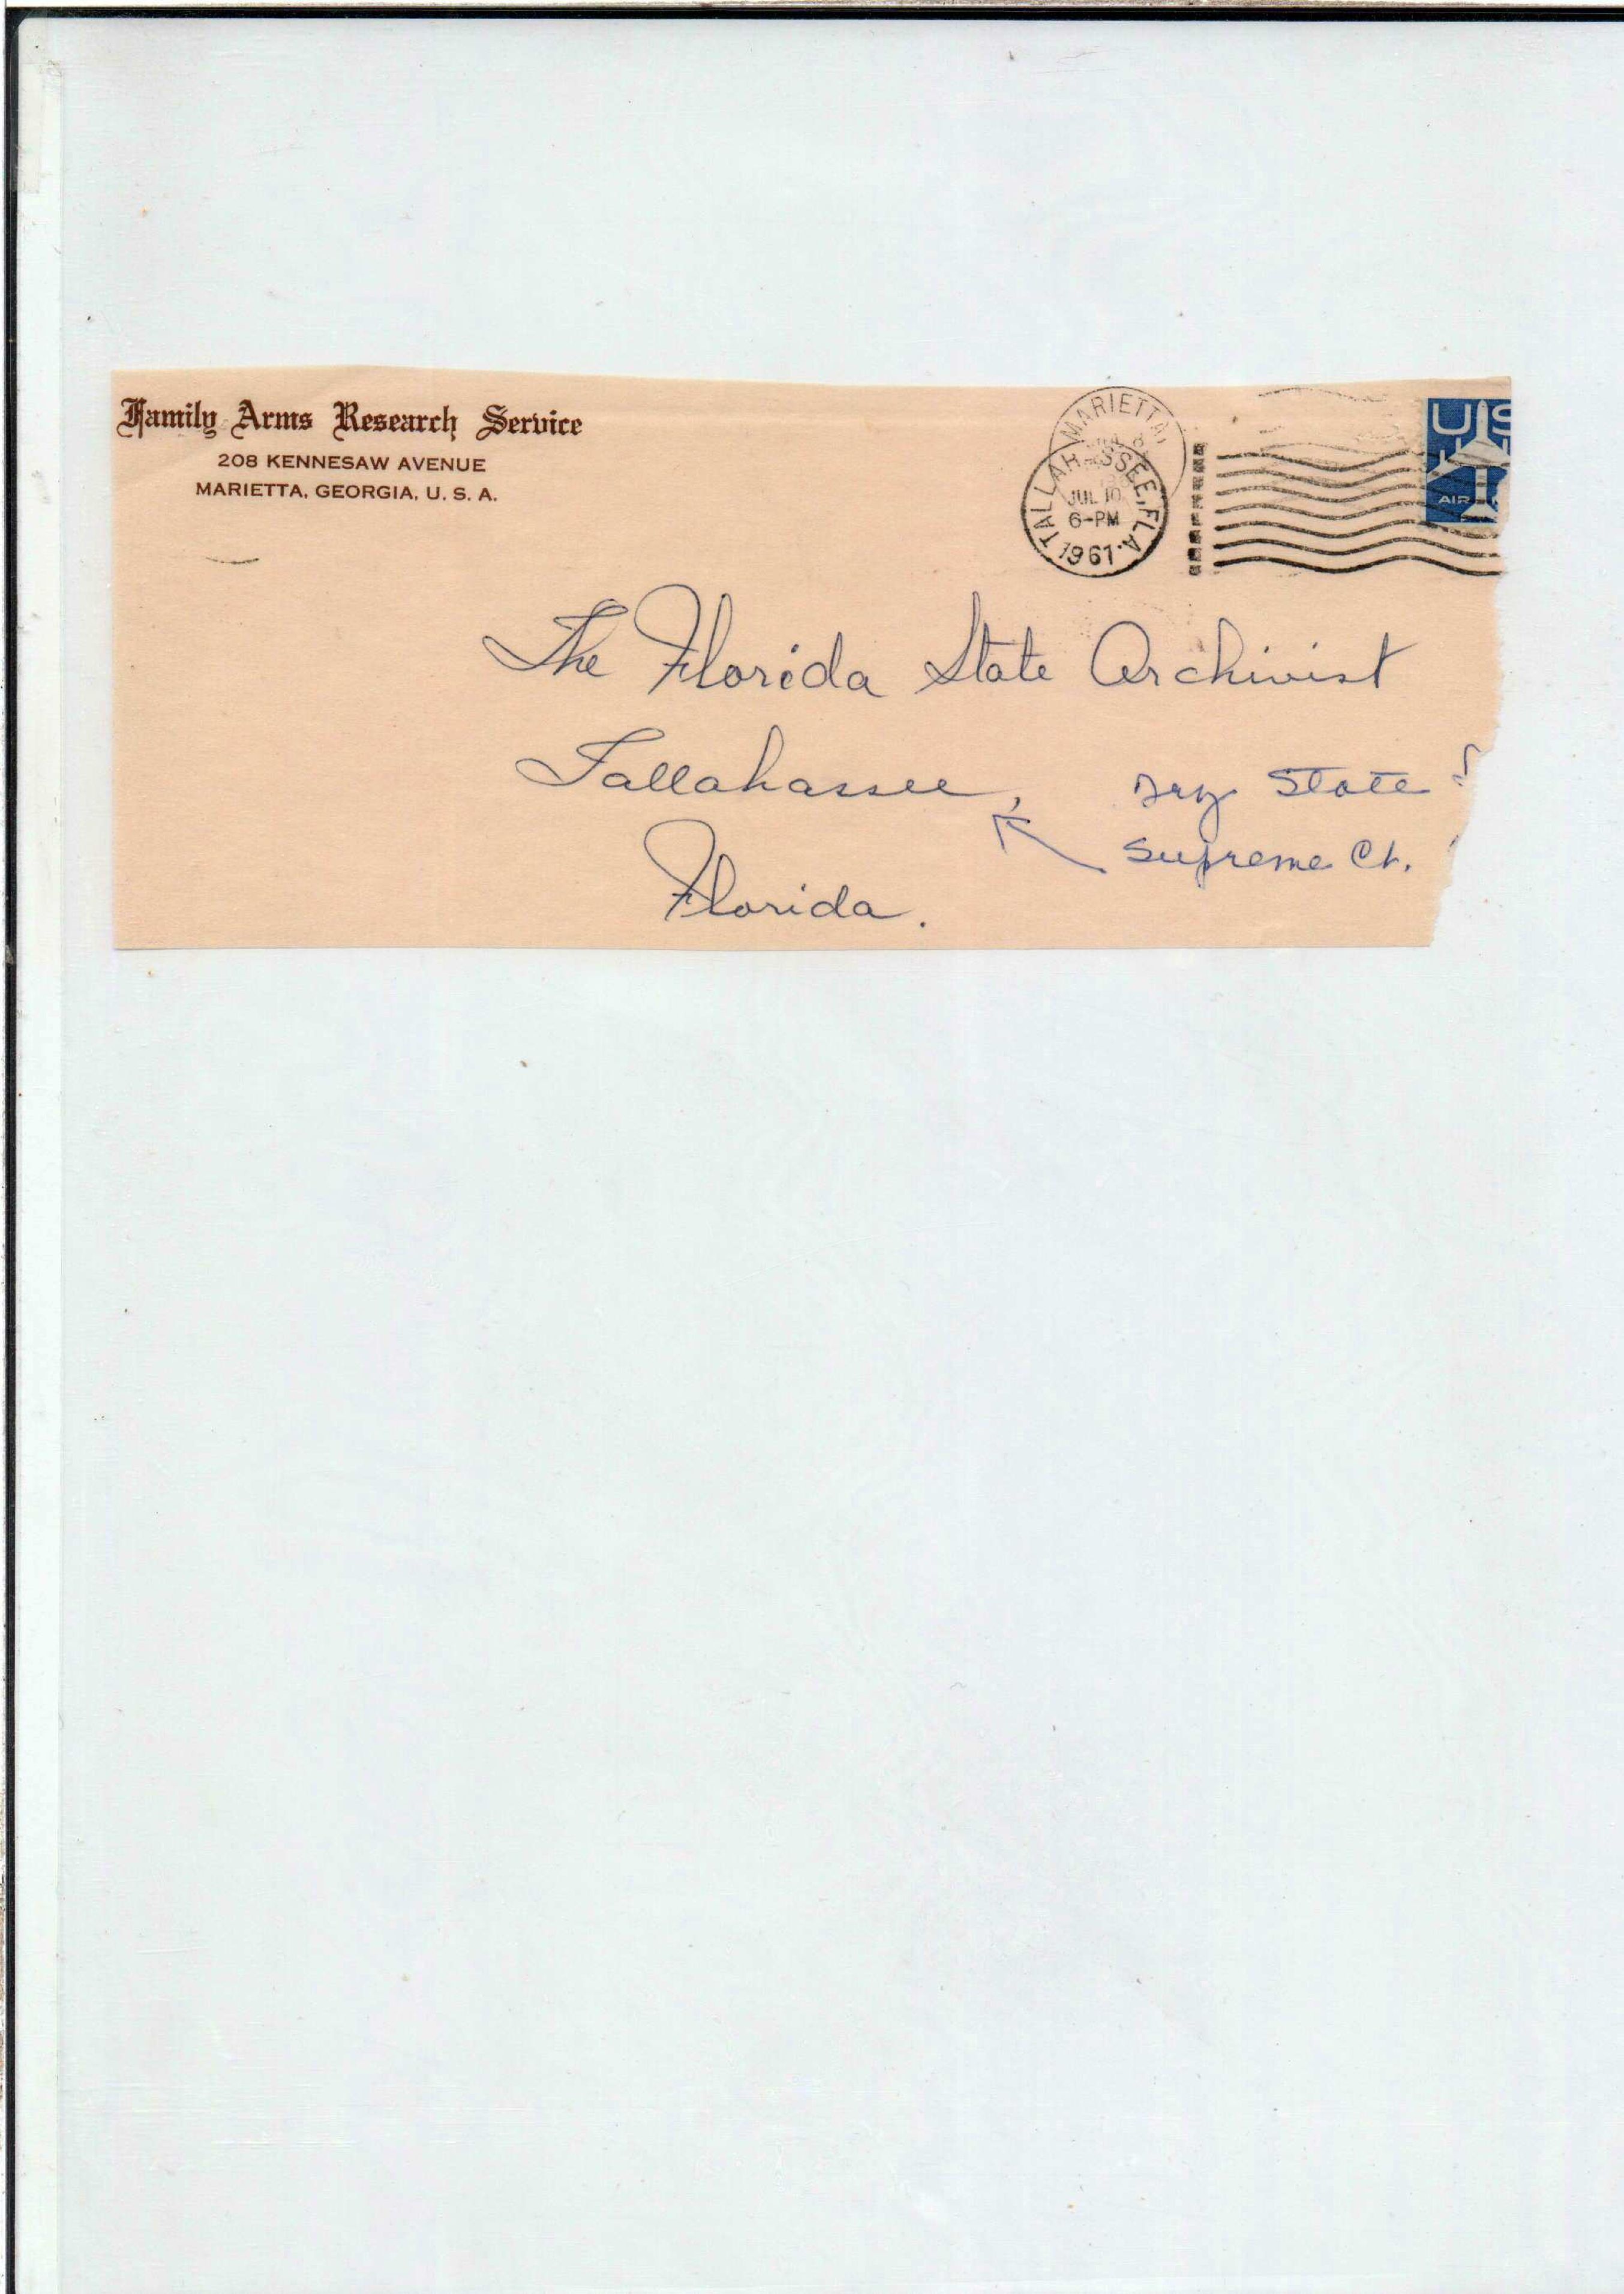 Family Arms Research Service
208 KENNESAW AVENUE
MARIETTA, GEORGIA, U. S. A.
MARIETTA,
TALLAHASSEE, FLA.
JUL 10
6-PM
1961
US
AIR
The Florida State Archivist
Tallahassee,
Try State
Supreme Ct.
Florida.